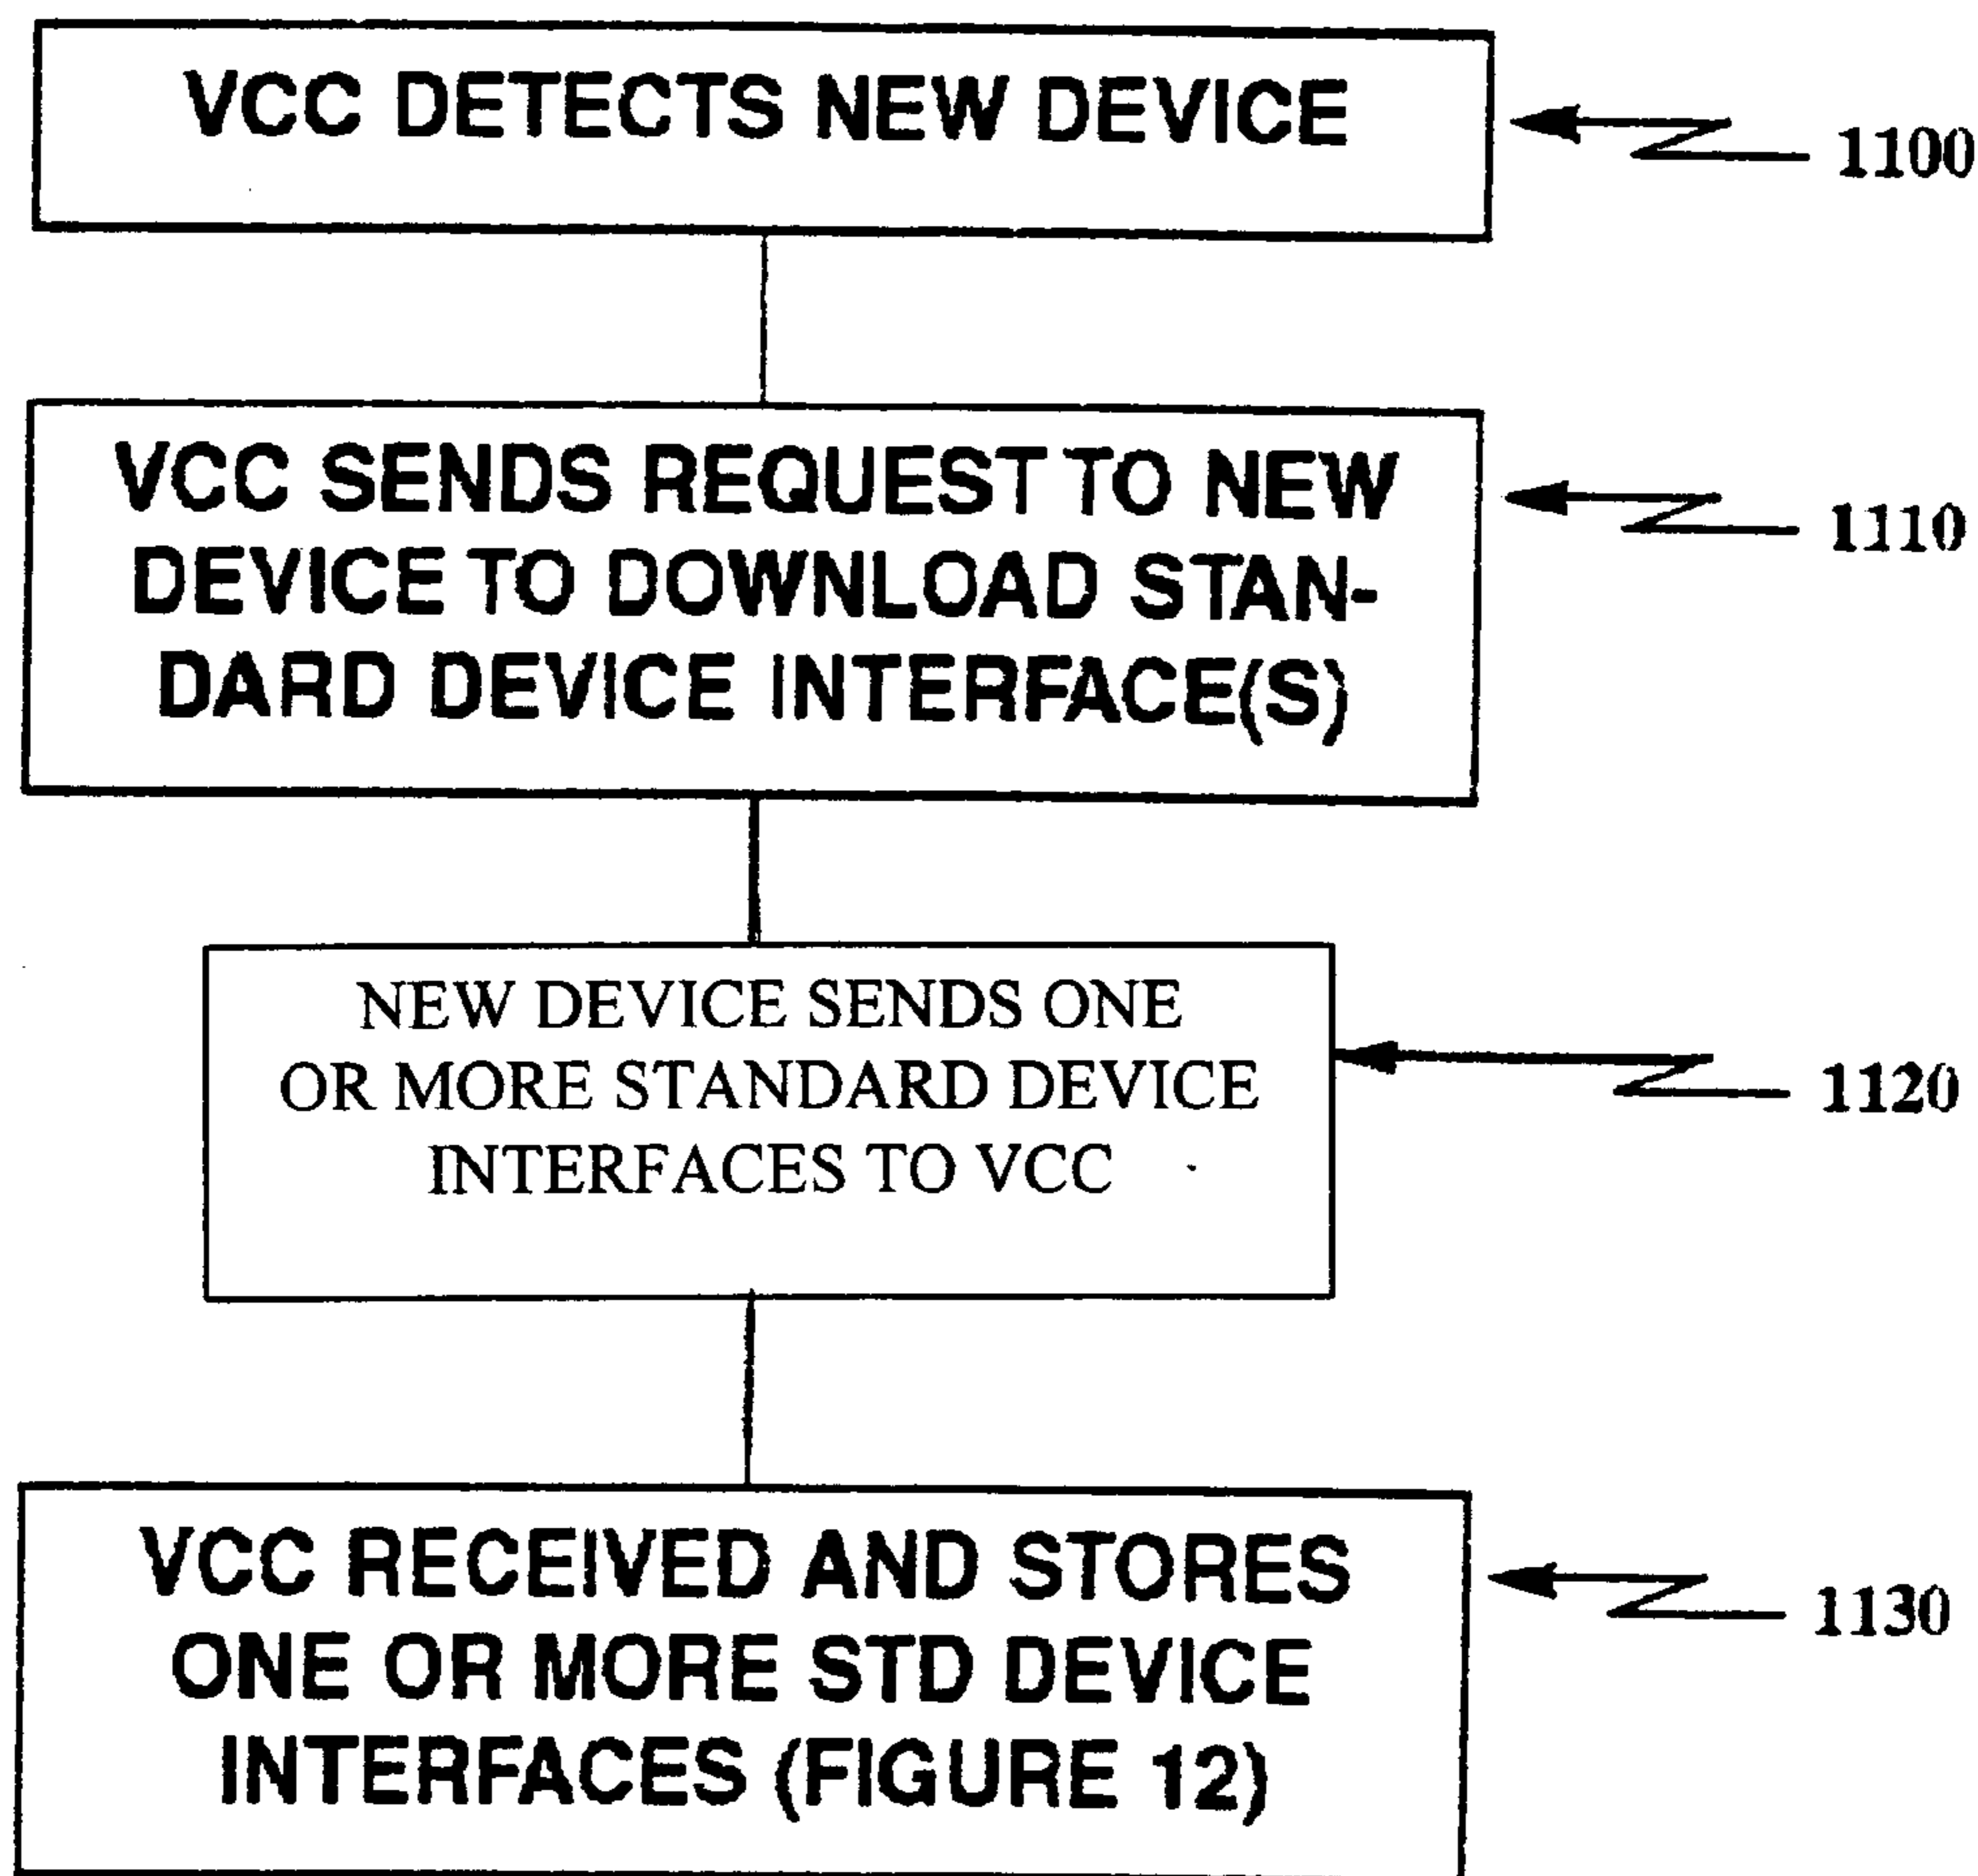 VCC DETECTS NEW DEVICE
1100
VCC SENDS REQUEST TO NEW
DEVICE TO DOWNLOAD STAN-
DARD DEVICE INTERFACE(S)
1110
NEW DEVICE SENDS ONE
OR MORE STANDARD DEVICE
INTERFACES TO VCC
1120
VCC RECEIVED AND STORES
ONE OR MORE STD DEVICE
INTERFACES (FIGURE 12)
1130